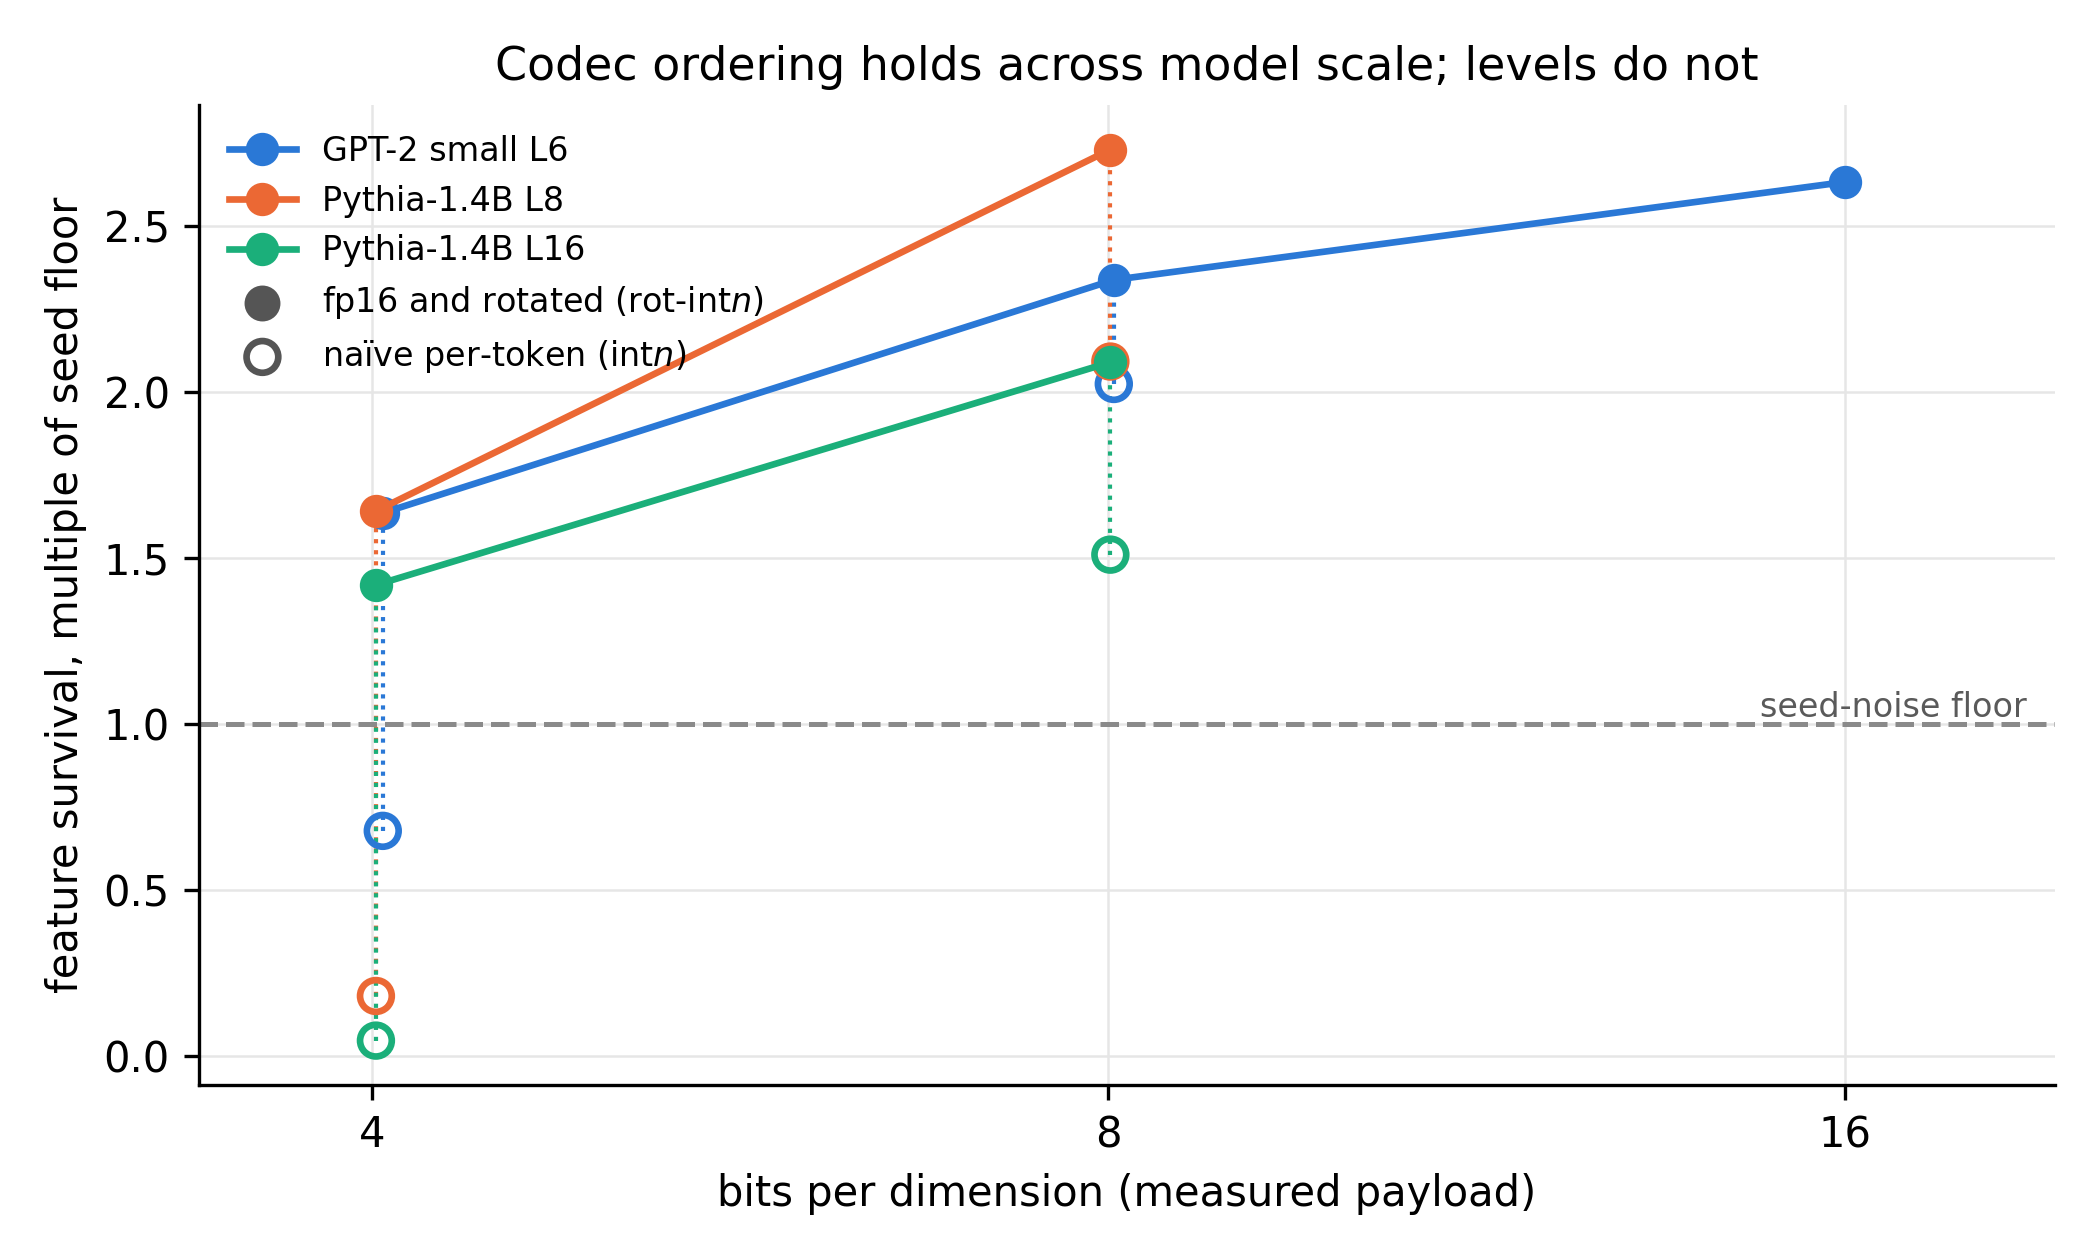 Codec ordering holds across model scale; levels do not
GPT-2 small L6
Pythia-1.4B L8
Pythia-1.4B L16
fp16 and rotated (rot-intn)
naïve per-token (intn)
feature survival, multiple of seed floor
2.5
2.0
1.5
1.0
0.5
0.0
seed-noise floor
4 8 16
bits per dimension (measured payload)